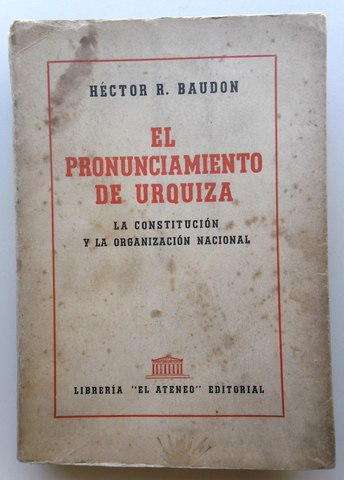 HÉCTOR R. BAUDON
EL
PRONUNCIAMIENTO
DE URQUIZA
LA CONSTITUCIÓN
Y LA ORGANIZACIÓN NACIONAL
LIBRERÍA "EL ATENEO" EDITORIAL